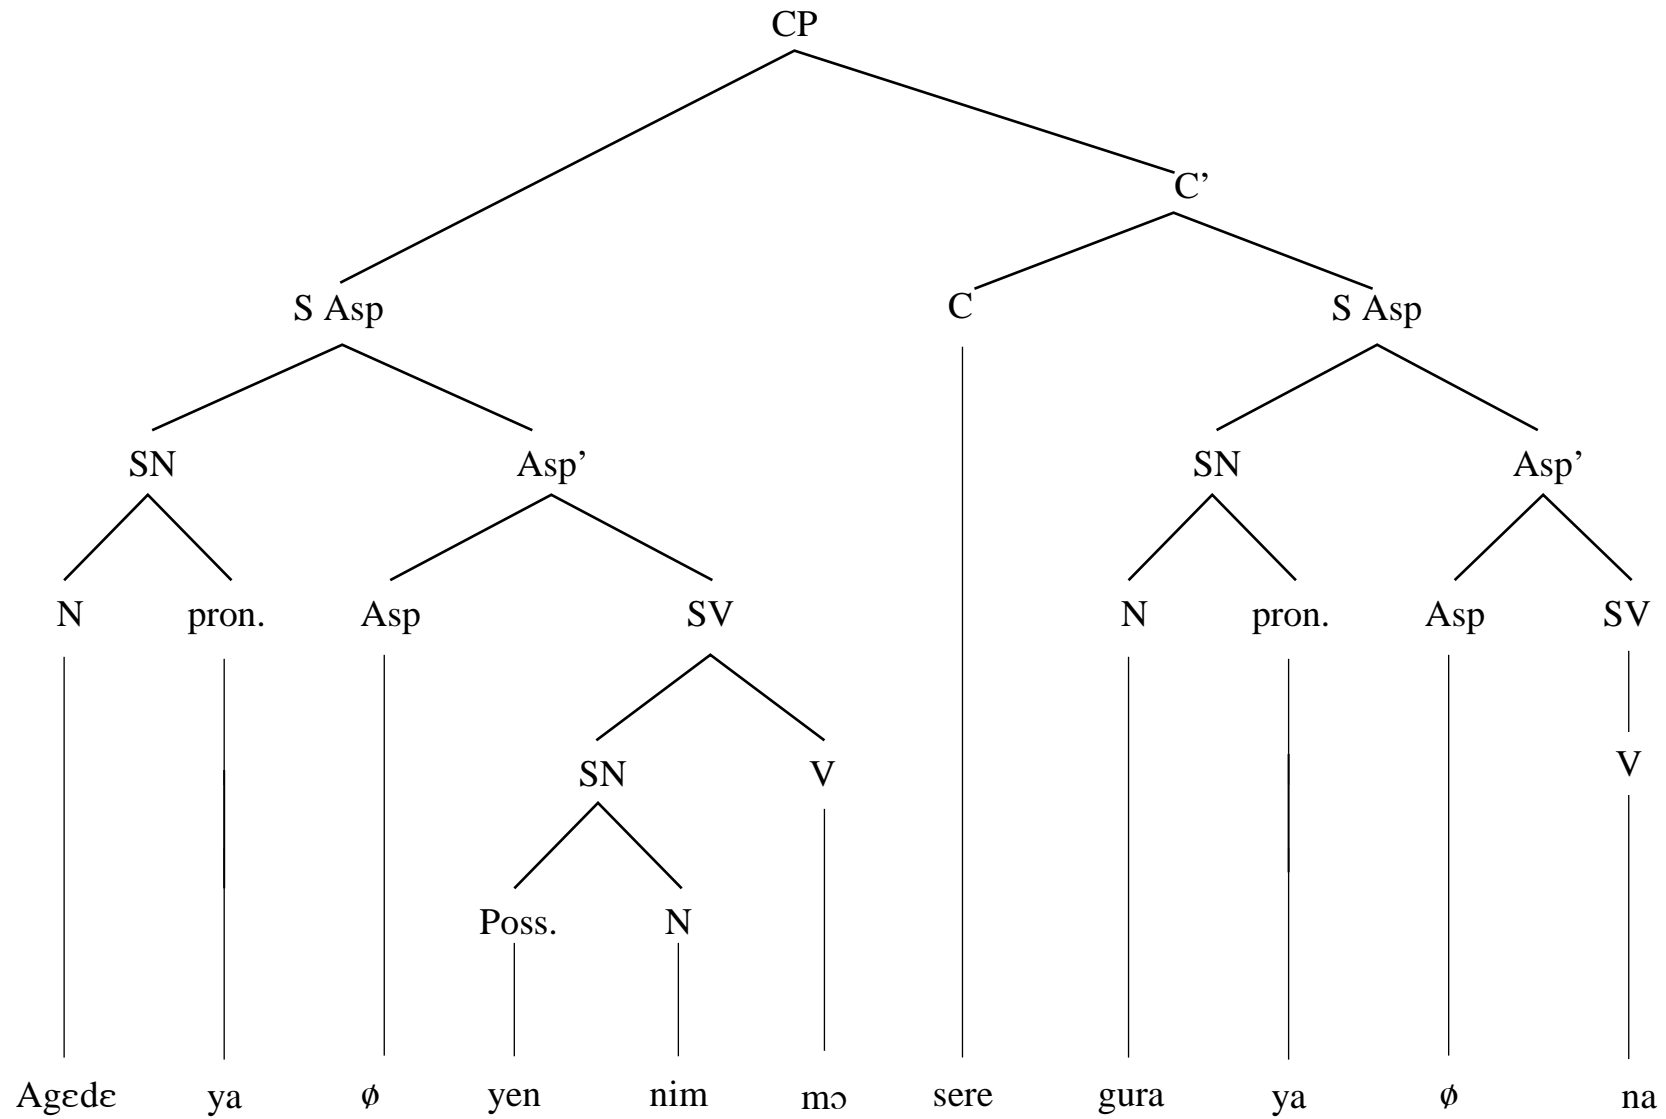 CP
C’
S Asp C S Asp
SN Asp’ SN Asp’
N pron. Asp SV N pron. Asp SV
SN V V
Poss. N
Agɛdɛ ya ø yen nim mɔ sere gura ya ø na